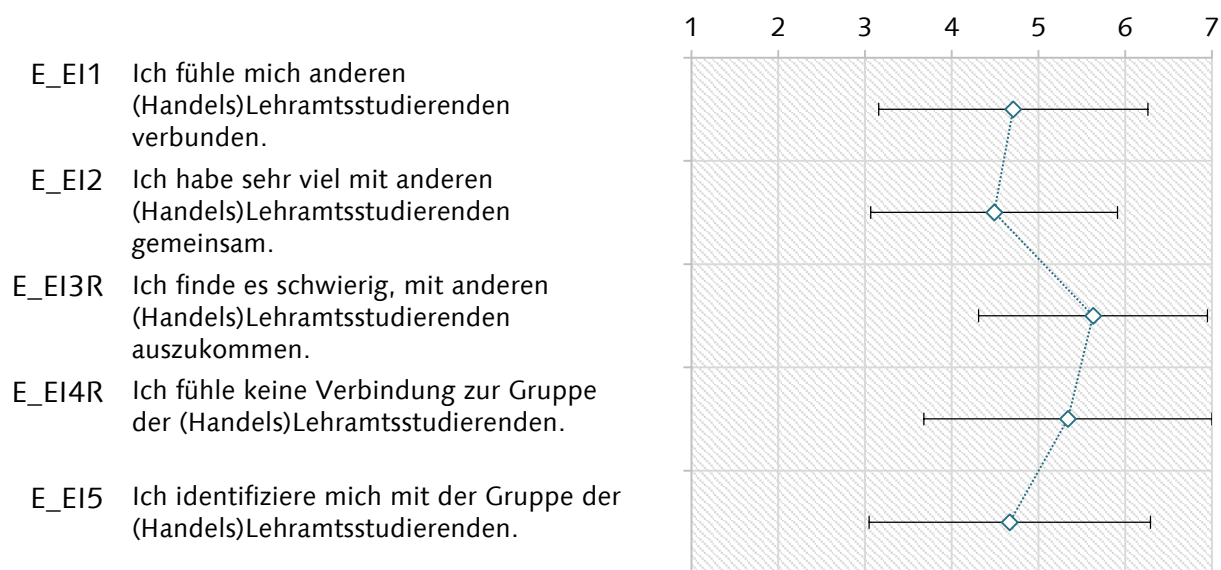 1 2 3 4 5 6 7
E_EI1 Ich fühle mich anderen
(Handels)Lehramtsstudierenden
verbunden.
E_EI2 Ich habe sehr viel mit anderen
(Handels)Lehramtsstudierenden
gemeinsam.
E_EI3R Ich finde es schwierig, mit anderen
(Handels)Lehramtsstudierenden
auszukommen.
E_EI4R Ich fühle keine Verbindung zur Gruppe
der (Handels)Lehramtsstudierenden.
E_EI5 Ich identifiziere mich mit der Gruppe der
(Handels)Lehramtsstudierenden.